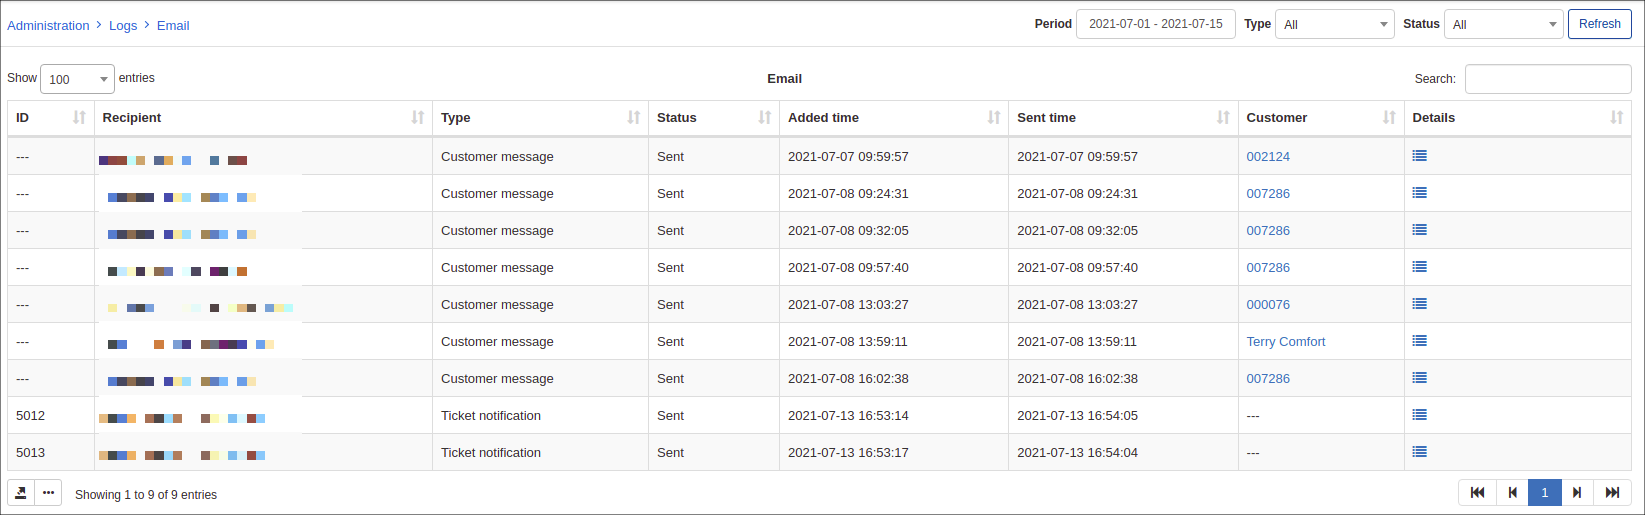 Administration > Logs > Email Period 2021-07-01 - 2021-07-15 Type All Status All Refresh
Show 100 entries Email Search:
ID Recipient Type Status Added time Sent time Customer Details
--- Customer message Sent 2021-07-07 09:59:57 2021-07-07 09:59:57 002124
--- Customer message Sent 2021-07-08 09:24:31 2021-07-08 09:24:31 007286
--- Customer message Sent 2021-07-08 09:32:05 2021-07-08 09:32:05 007286
--- Customer message Sent 2021-07-08 09:57:40 2021-07-08 09:57:40 007286
--- Customer message Sent 2021-07-08 13:03:27 2021-07-08 13:03:27 000076
--- Customer message Sent 2021-07-08 13:59:11 2021-07-08 13:59:11 Terry Comfort
--- Customer message Sent 2021-07-08 16:02:38 2021-07-08 16:02:38 007286
5012 Ticket notification Sent 2021-07-13 16:53:14 2021-07-13 16:54:05 ---
5013 Ticket notification Sent 2021-07-13 16:53:17 2021-07-13 16:54:04 ---
Showing 1 to 9 of 9 entries 1